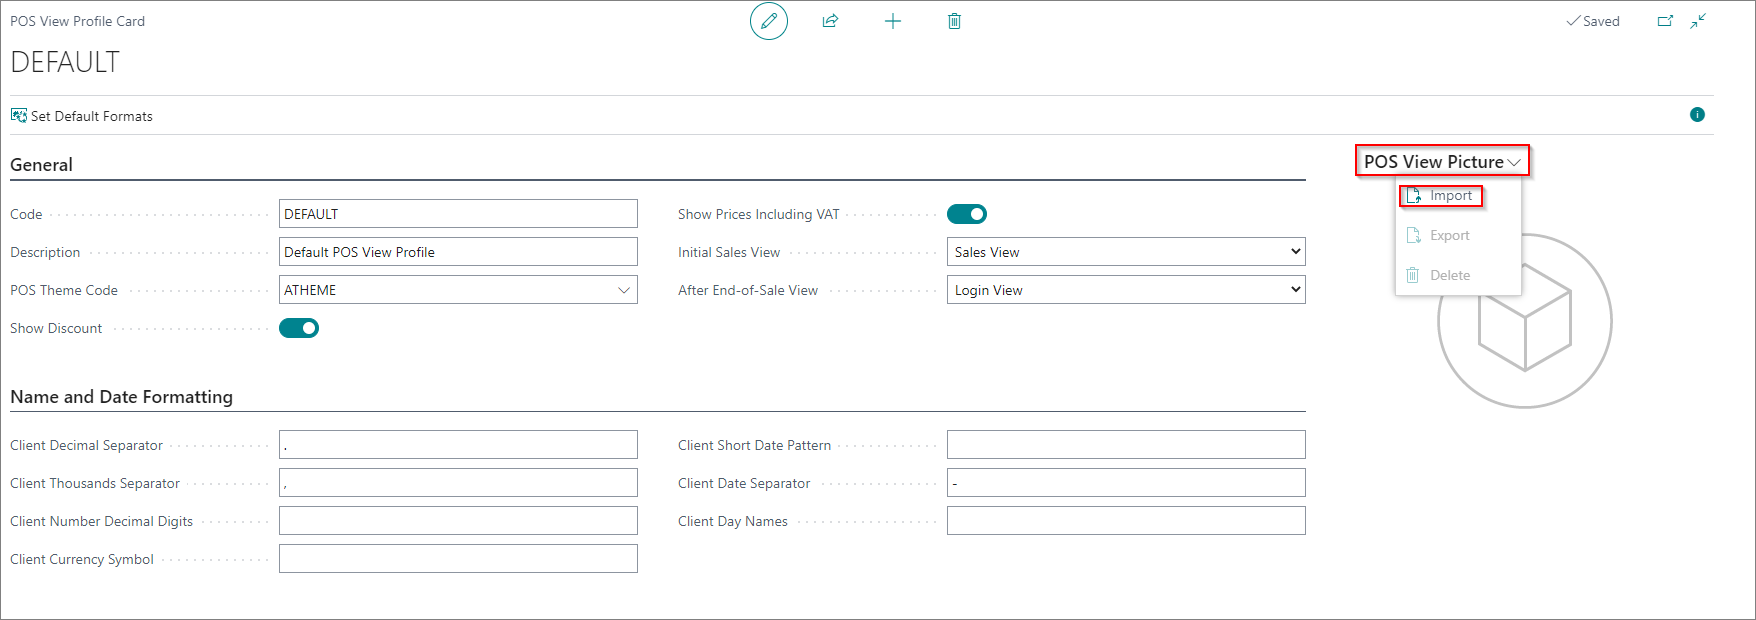 POS View Profile Card
Saved
DEFAULT
Set Default Formats
General
Code
DEFAULT
Description
Default POS View Profile
POS Theme Code
ATHEME
Show Discount
Show Prices Including VAT
Initial Sales View
Sales View
After End-of-Sale View
Login View
Name and Date Formatting
Client Decimal Separator
.
Client Thousands Separator
,
Client Number Decimal Digits
Client Currency Symbol
Client Short Date Pattern
Client Date Separator
-
Client Day Names
POS View Picture
Import
Export
Delete